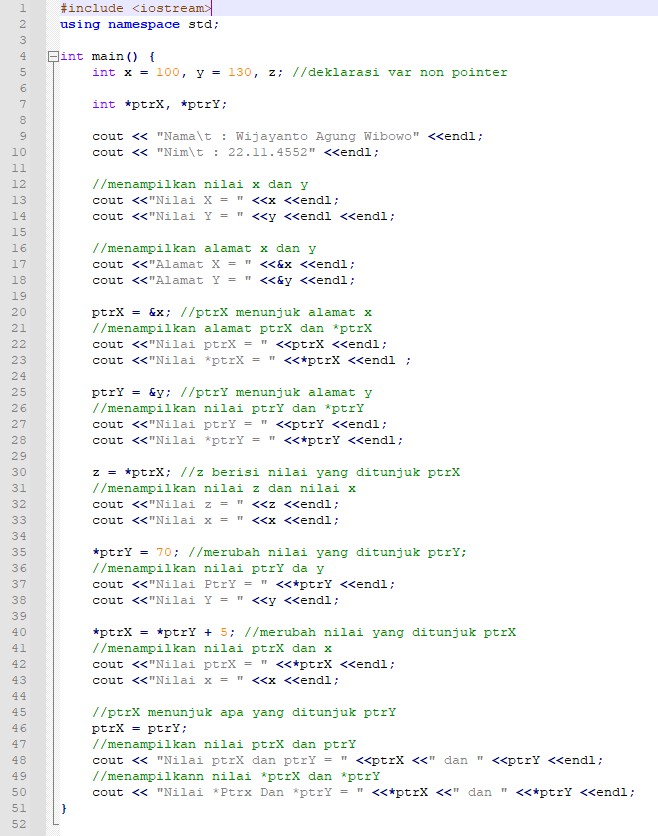 1 #include <iostream>
2 using namespace std;
3
4 int main() {
5 int x = 100, y = 130, z; //deklarasi var non pointer
6
7 int *ptrX, *ptrY;
8
9 cout << "Nama\t : Wijayanto Agung Wibowo" <<endl;
10 cout << "Nim\t : 22.11.4552" <<endl;
11
12 //menampilkan nilai x dan y
13 cout <<"Nilai X = " <<x <<endl;
14 cout <<"Nilai Y = " <<y <<endl <<endl;
15
16 //menampilkan alamat x dan y
17 cout <<"Alamat X = " <<&x <<endl;
18 cout <<"Alamat Y = " <<&y <<endl;
19
20 ptrX = &x; //ptrX menunjuk alamat x
21 //menampilkan alamat ptrX dan *ptrX
22 cout <<"Nilai ptrX = " <<ptrX <<endl;
23 cout <<"Nilai *ptrX = " <<*ptrX <<endl ;
24
25 ptrY = &y; //ptrY menunjuk alamat y
26 //menampilkan nilai ptrY dan *ptrY
27 cout <<"Nilai ptrY = " <<ptrY <<endl;
28 cout <<"Nilai *ptrY = " <<*ptrY <<endl;
29
30 z = *ptrX; //z berisi nilai yang ditunjuk ptrX
31 //menampilkan nilai z dan nilai x
32 cout <<"Nilai z = " <<z <<endl;
33 cout <<"Nilai x = " <<x <<endl;
34
35 *ptrY = 70; //merubah nilai yang ditunjuk ptrY;
36 //menampilkan nilai ptrY da y
37 cout <<"Nilai PtrY = " <<*ptrY <<endl;
38 cout <<"Nilai Y = " <<y <<endl;
39
40 *ptrX = *ptrY + 5; //merubah nilai yang ditunjuk ptrX
41 //menampilkan nilai ptrX dan x
42 cout <<"Nilai ptrX = " <<*ptrX <<endl;
43 cout <<"Nilai x = " <<x <<endl;
44
45 //ptrX menunjuk apa yang ditunjuk ptrY
46 ptrX = ptrY;
47 //menampilkan nilai ptrX dan ptrY
48 cout << "Nilai ptrX dan ptrY = " <<ptrX <<" dan " <<ptrY <<endl;
49 //menampilkann nilai *ptrX dan *ptrY
50 cout << "Nilai *Ptrx Dan *ptrY = " <<*ptrX <<" dan " <<*ptrY <<endl;
51 }
52